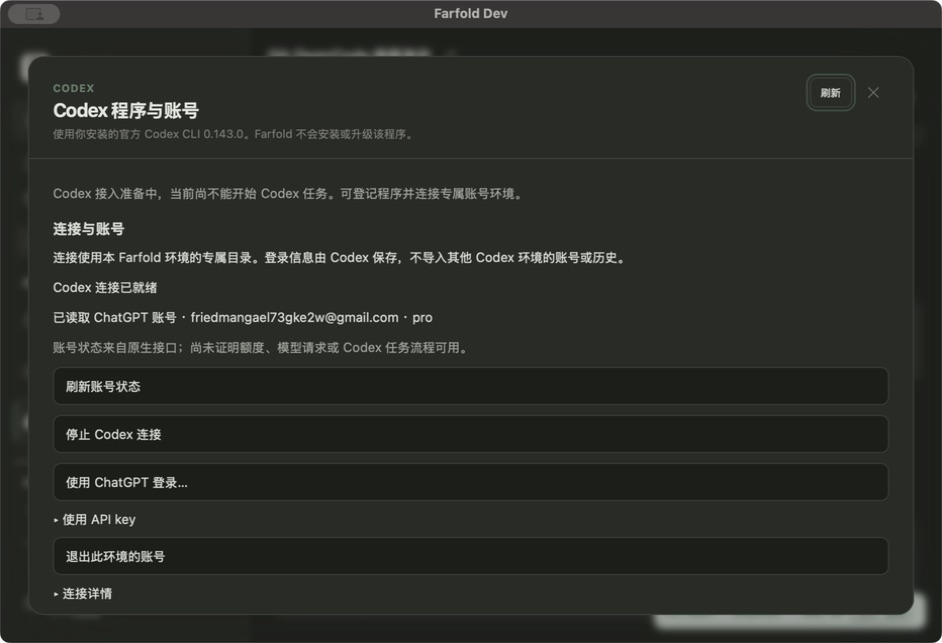 Farfold Dev
CODEX
Codex 程序与账号
刷新
使用你安装的官方 Codex CLI 0.143.0。Farfold 不会安装或升级该程序。
Codex 接入准备中，当前尚不能开始 Codex 任务。可登记程序并连接专属账号环境。
连接与账号
连接使用本 Farfold 环境的专属目录。登录信息由 Codex 保存，不导入其他 Codex 环境的账号或历史。
Codex 连接已就绪
已读取 ChatGPT 账号 · friedmangael73gke2w@gmail.com · pro
账号状态来自原生接口；尚未证明额度、模型请求或 Codex 任务流程可用。
刷新账号状态
停止 Codex 连接
使用 ChatGPT 登录...
▸ 使用 API key
退出此环境的账号
▸ 连接详情